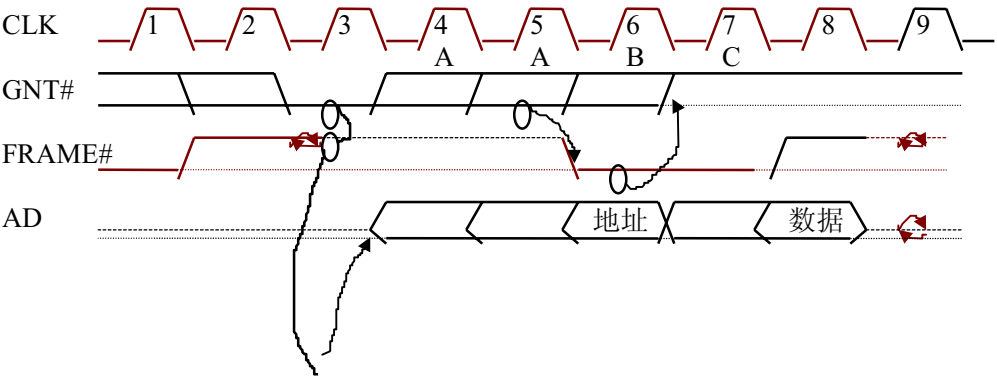 CLK 1 2 3 4 5 6 7 8 9
A A B C
GNT#
FRAME#
AD 地址 数据